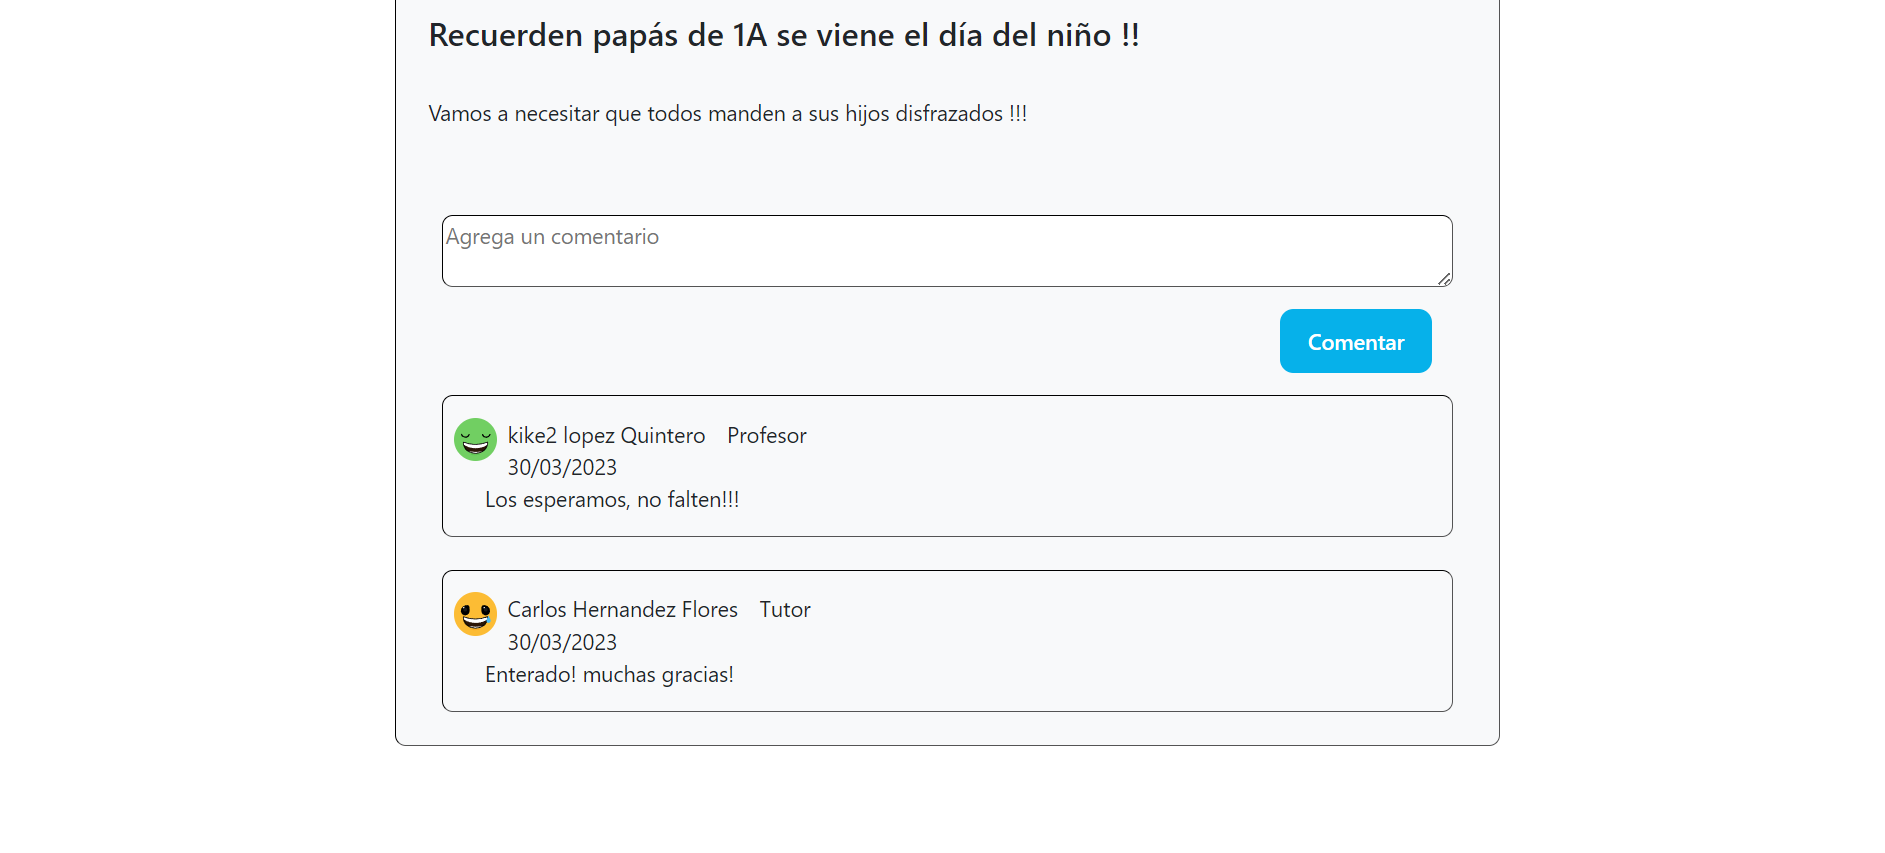 Recuerden papás de 1A se viene el día del niño !!
Vamos a necesitar que todos manden a sus hijos disfrazados !!!
Agrega un comentario
Comentar
kike2 lopez Quintero Profesor
30/03/2023
Los esperamos, no falten!!!
Carlos Hernandez Flores Tutor
30/03/2023
Enterado! muchas gracias!